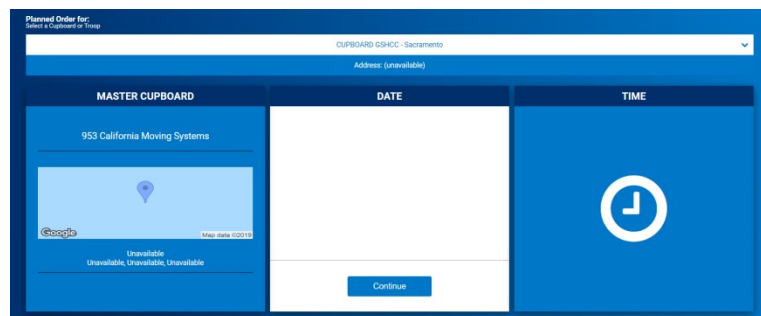 Planned Order for:
Select a Cupboard or Troop
CUPBOARD GSHCC - Sacramento
Address: (unavailable)
MASTER CUPBOARD
DATE
TIME
953 California Moving Systems
Google
Map data ©2019
Unavailable
Unavailable, Unavailable, Unavailable
Continue